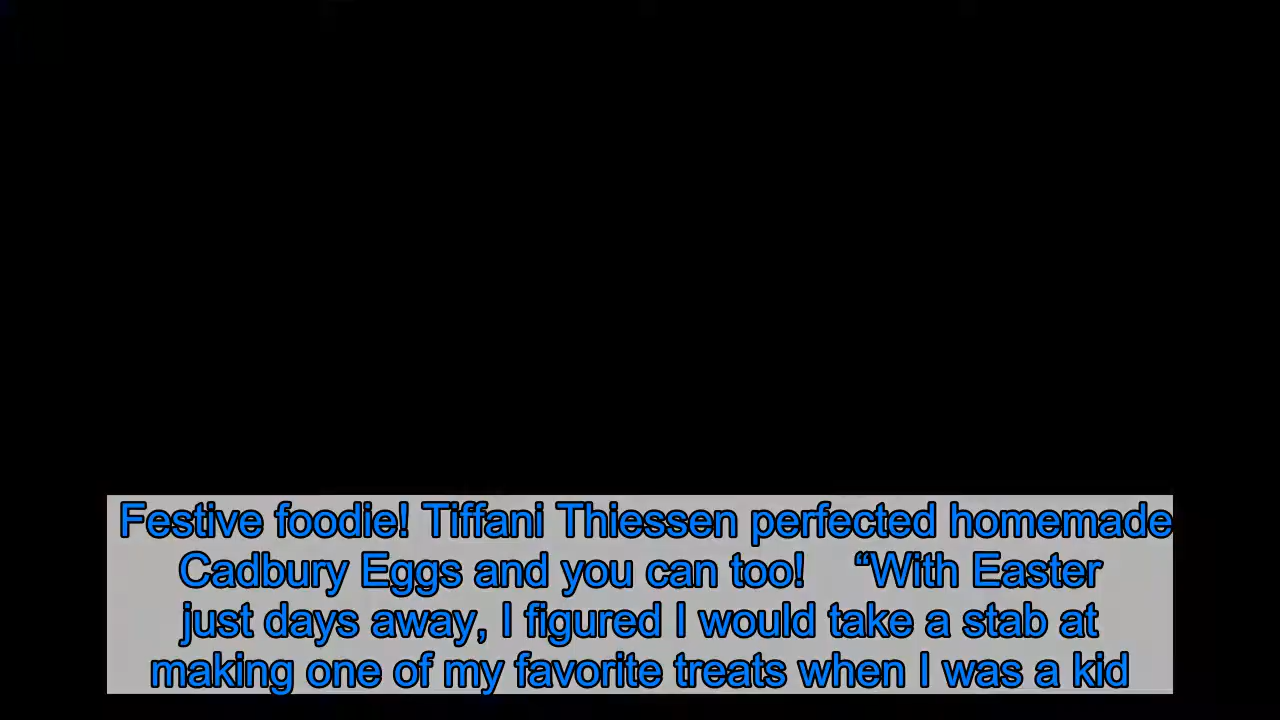 Festive foodie! Tiffani Thiessen perfected homemade
Cadbury Eggs and you can too! “With Easter
just days away, I figured I would take a stab at
making one of my favorite treats when I was a kid